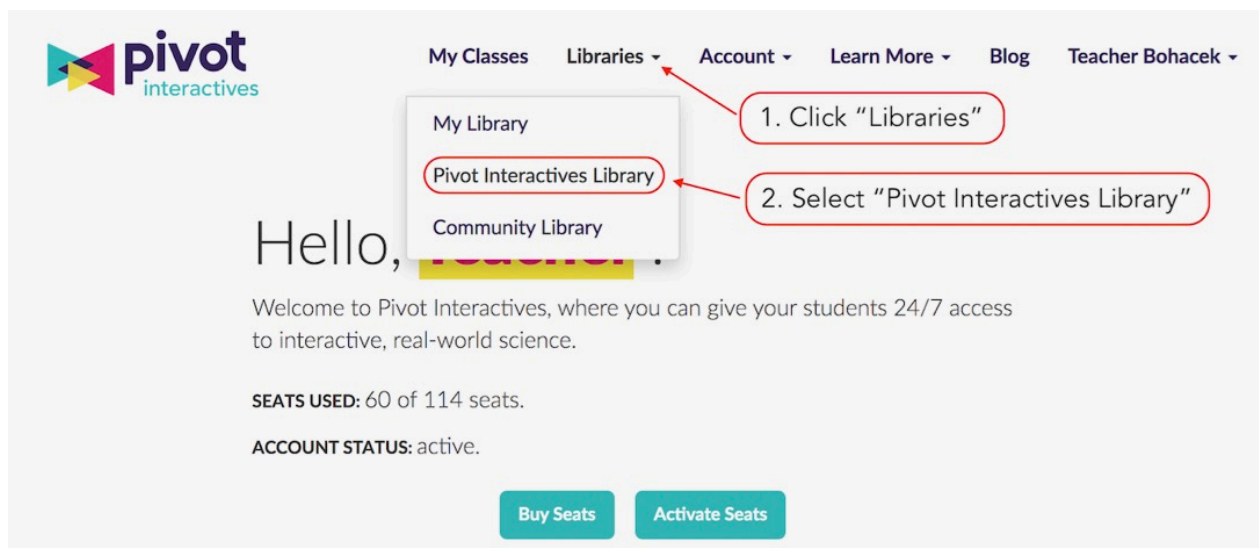 pivot
interactives
My Classes Libraries Account Learn More Blog Teacher Bohacek
1. Click “Libraries”
My Library
Pivot Interactives Library
2. Select “Pivot Interactives Library”
Community Library
Hello, !
Welcome to Pivot Interactives, where you can give your students 24/7 access
to interactive, real-world science.
SEATS USED: 60 of 114 seats.
ACCOUNT STATUS: active.
Buy Seats Activate Seats